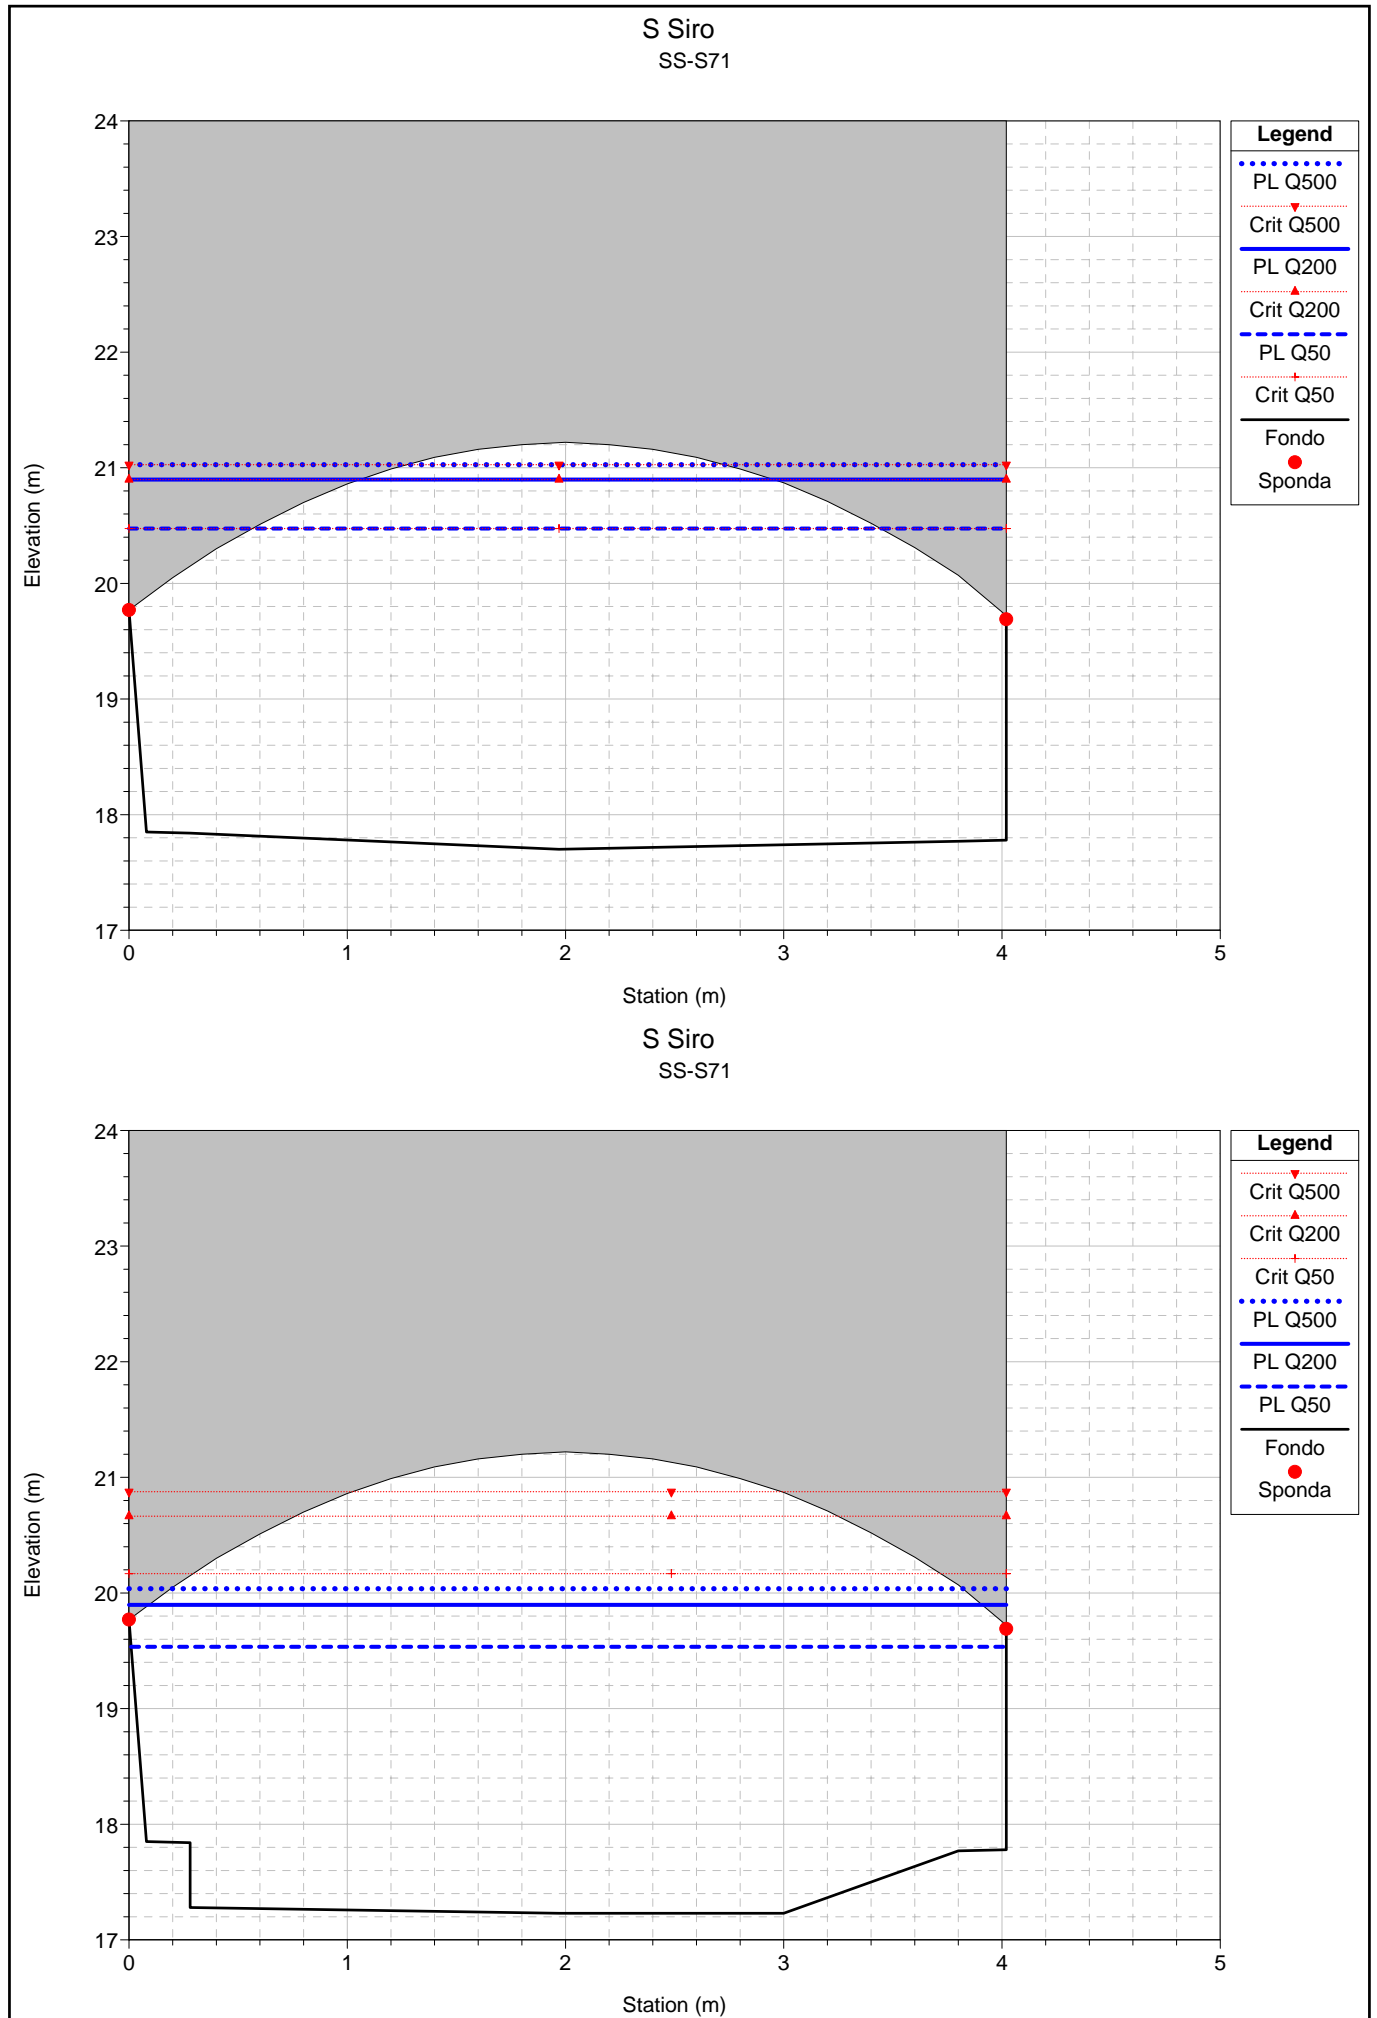 S Siro
SS-S71
24
23
22
21
20
19
18
17
0 1 2 3 4 5
Elevation (m)
Station (m)
Legend
PL Q500
Crit Q500
PL Q200
Crit Q200
PL Q50
Crit Q50
Fondo
Sponda
S Siro
SS-S71
24
23
22
21
20
19
18
17
0 1 2 3 4 5
Elevation (m)
Station (m)
Legend
Crit Q500
Crit Q200
Crit Q50
PL Q500
PL Q200
PL Q50
Fondo
Sponda